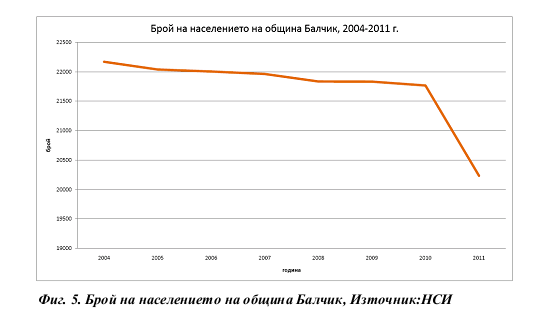 Брой на населението на община Балчик, 2004-2011 г.
22500
22000
21500
21000
20500
20000
19500
19000
брой
2004 2005 2006 2007 2008 2009 2010 2011
година
Фиг. 5. Брой на населението на община Балчик, Източник:НСИ